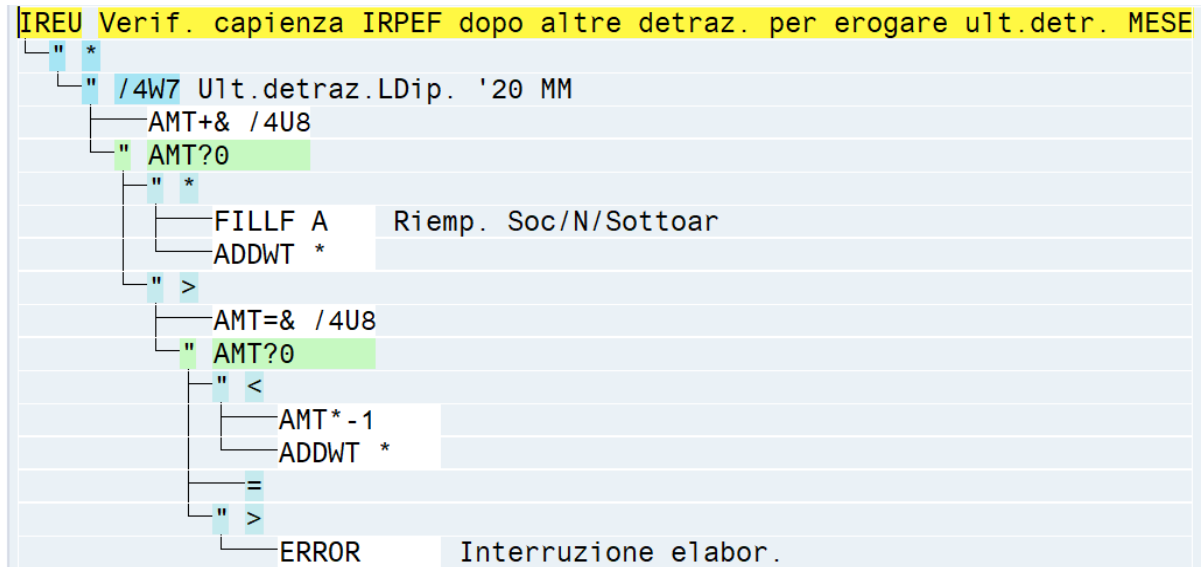 IREU Verif. capienza IRPEF dopo altre detraz. per erogare ult.detr. MESE
" *
" /4W7 Ult.detraz.LDip. '20 MM
AMT+& /4U8
" AMT?0
" *
FILLF A Riemp. Soc/N/Sottoar
ADDWT *
" >
AMT=& /4U8
" AMT?0
" <
AMT*-1
ADDWT *
=
" >
ERROR Interruzione elabor.